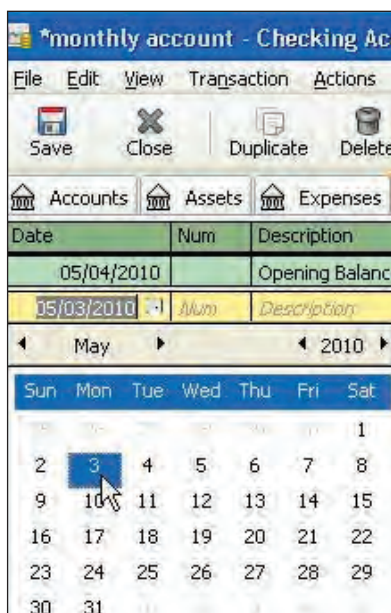 *monthly account - Checking Ac
File Edit View Transaction Actions
Save Close Duplicate Delete
Accounts Assets Expenses
Date Num Description
05/04/2010 Opening Balanc
05/03/2010 Num Description
May 2010
Sun Mon Tue Wed Thu Fri Sat
1
2 3 4 5 6 7 8
9 10 11 12 13 14 15
16 17 18 19 20 21 22
23 24 25 26 27 28 29
30 31